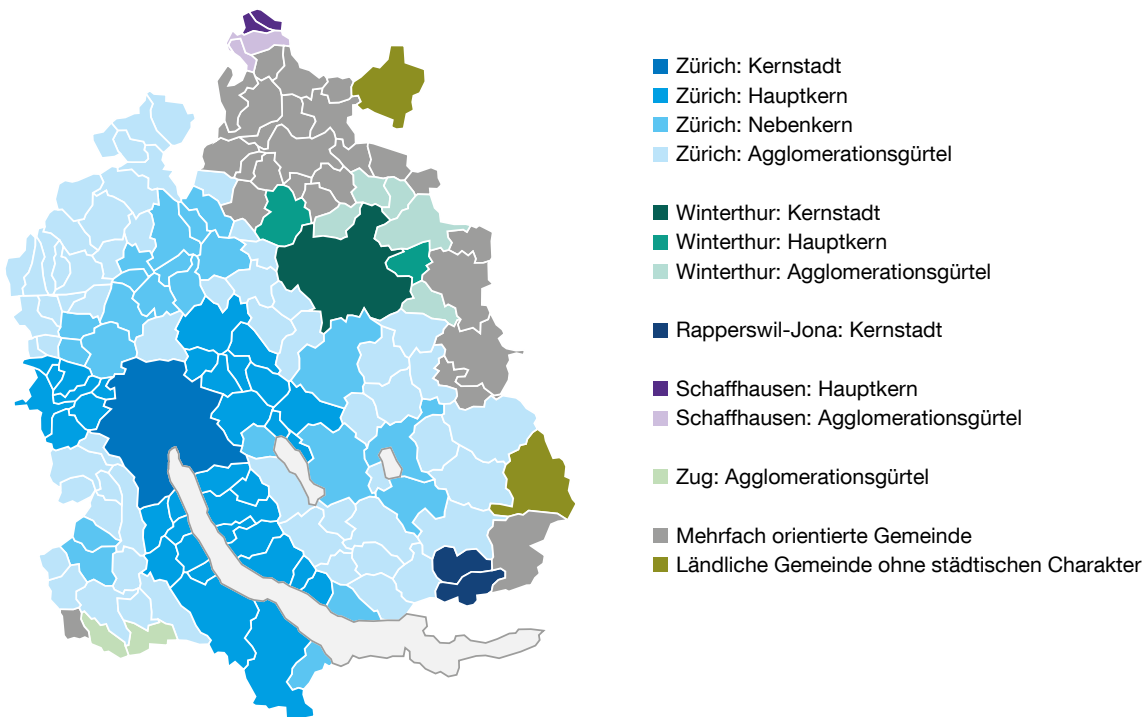 Zürich: Kernstadt
Zürich: Hauptkern
Zürich: Nebenkern
Zürich: Agglomerationsgürtel
Winterthur: Kernstadt
Winterthur: Hauptkern
Winterthur: Agglomerationsgürtel
Rapperswil-Jona: Kernstadt
Schaffhausen: Hauptkern
Schaffhausen: Agglomerationsgürtel
Zug: Agglomerationsgürtel
Mehrfach orientierte Gemeinde
Ländliche Gemeinde ohne städtischen Charakter